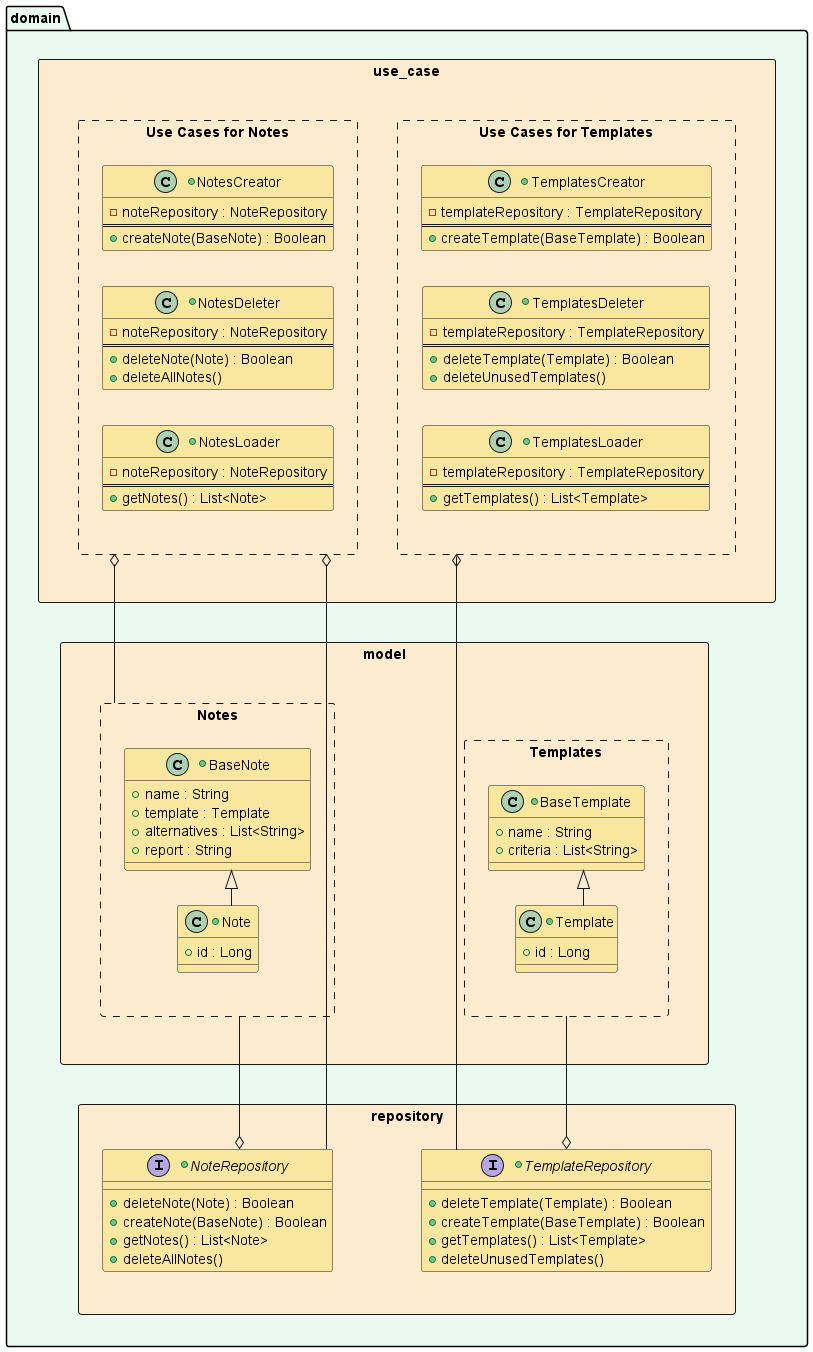 domain
use_case
Use Cases for Notes
C NotesCreator
noteRepository : NoteRepository
createNote(BaseNote) : Boolean
C NotesDeleter
noteRepository : NoteRepository
deleteNote(Note) : Boolean
deleteAllNotes()
C NotesLoader
noteRepository : NoteRepository
getNotes() : List<Note>
Use Cases for Templates
C TemplatesCreator
templateRepository : TemplateRepository
createTemplate(BaseTemplate) : Boolean
C TemplatesDeleter
templateRepository : TemplateRepository
deleteTemplate(Template) : Boolean
deleteUnusedTemplates()
C TemplatesLoader
templateRepository : TemplateRepository
getTemplates() : List<Template>
model
Notes
C BaseNote
name : String
template : Template
alternatives : List<String>
report : String
C Note
id : Long
Templates
C BaseTemplate
name : String
criteria : List<String>
C Template
id : Long
repository
I NoteRepository
deleteNote(Note) : Boolean
createNote(BaseNote) : Boolean
getNotes() : List<Note>
deleteAllNotes()
I TemplateRepository
deleteTemplate(Template) : Boolean
createTemplate(BaseTemplate) : Boolean
getTemplates() : List<Template>
deleteUnusedTemplates()